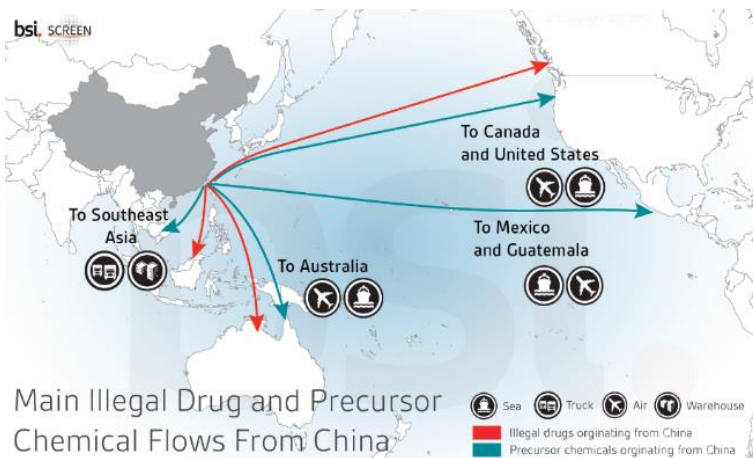 bsi. SCREEN
To Canada
and United States
To Southeast
Asia
To Mexico
and Guatemala
To Australia
Main Illegal Drug and Precursor
Chemical Flows From China
Sea Truck Air Warehouse
Illegal drugs orginating from China
Precursor chemicals orginating from China